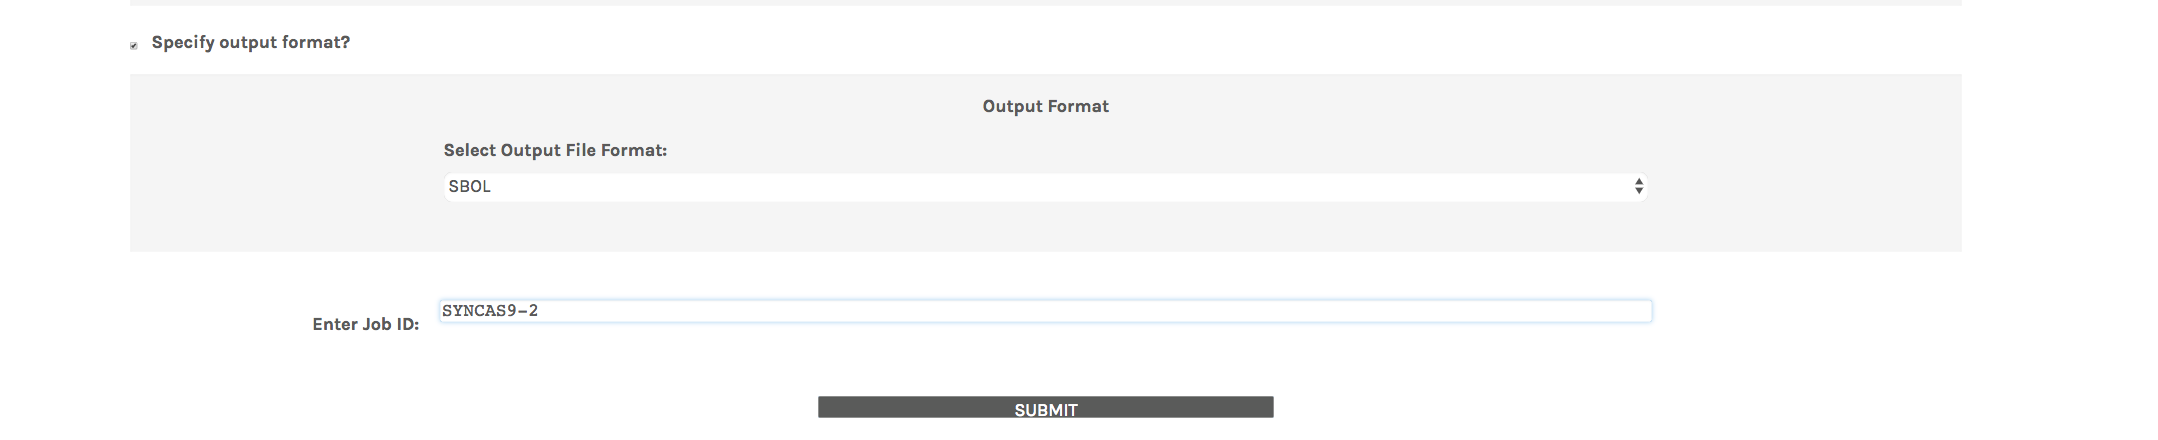 Specify output format?
Output Format
Select Output File Format:
SBOL
Enter Job ID:
SYNCAS9-2
SUBMIT